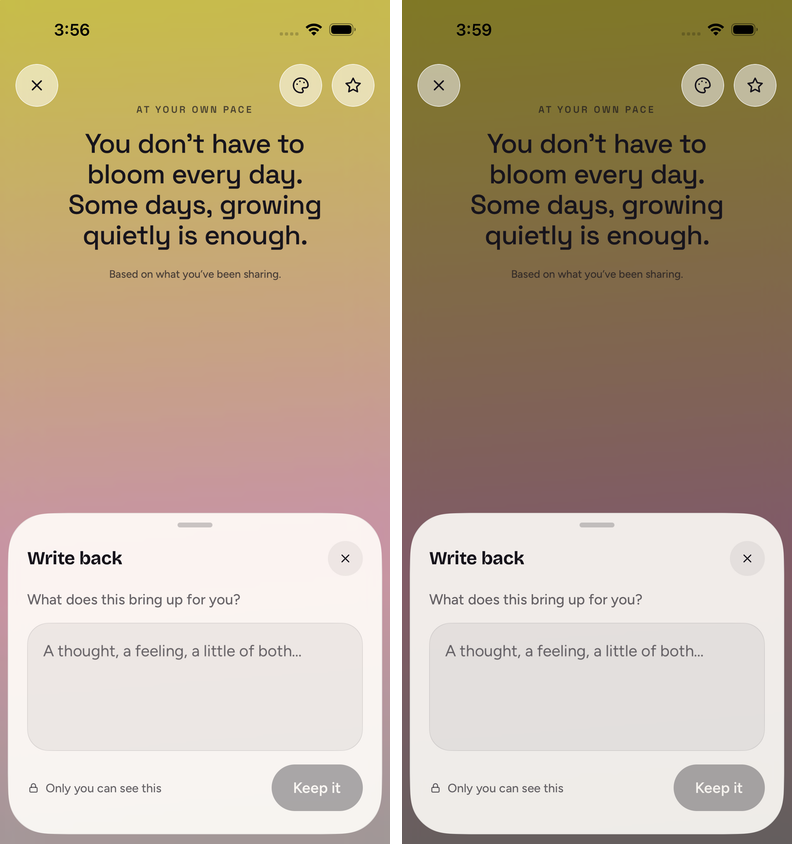 3:56
AT YOUR OWN PACE
You don't have to
bloom every day.
Some days, growing
quietly is enough.
Based on what you've been sharing.
Write back
What does this bring up for you?
A thought, a feeling, a little of both...
Only you can see this
Keep it
3:59
AT YOUR OWN PACE
You don't have to
bloom every day.
Some days, growing
quietly is enough.
Based on what you've been sharing.
Write back
What does this bring up for you?
A thought, a feeling, a little of both...
Only you can see this
Keep it